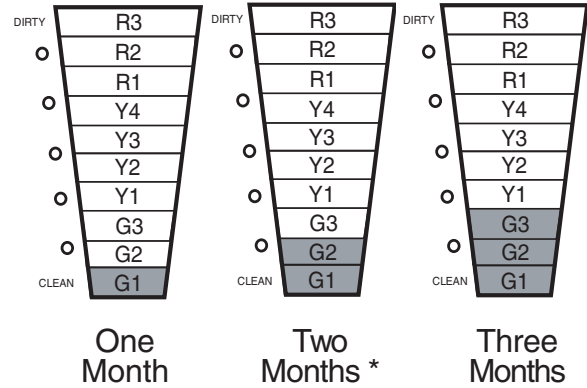 DIRTY
R3
R2
R1
Y4
Y3
Y2
Y1
G3
G2
G1
CLEAN
One
Month
DIRTY
R3
R2
R1
Y4
Y3
Y2
Y1
G3
G2
G1
CLEAN
Two
Months *
DIRTY
R3
R2
R1
Y4
Y3
Y2
Y1
G3
G2
G1
CLEAN
Three
Months